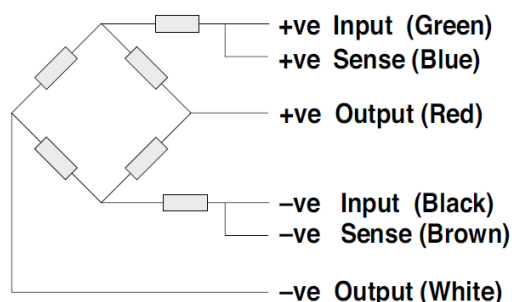 +ve Input (Green)
+ve Sense (Blue)
+ve Output (Red)
–ve Input (Black)
–ve Sense (Brown)
–ve Output (White)